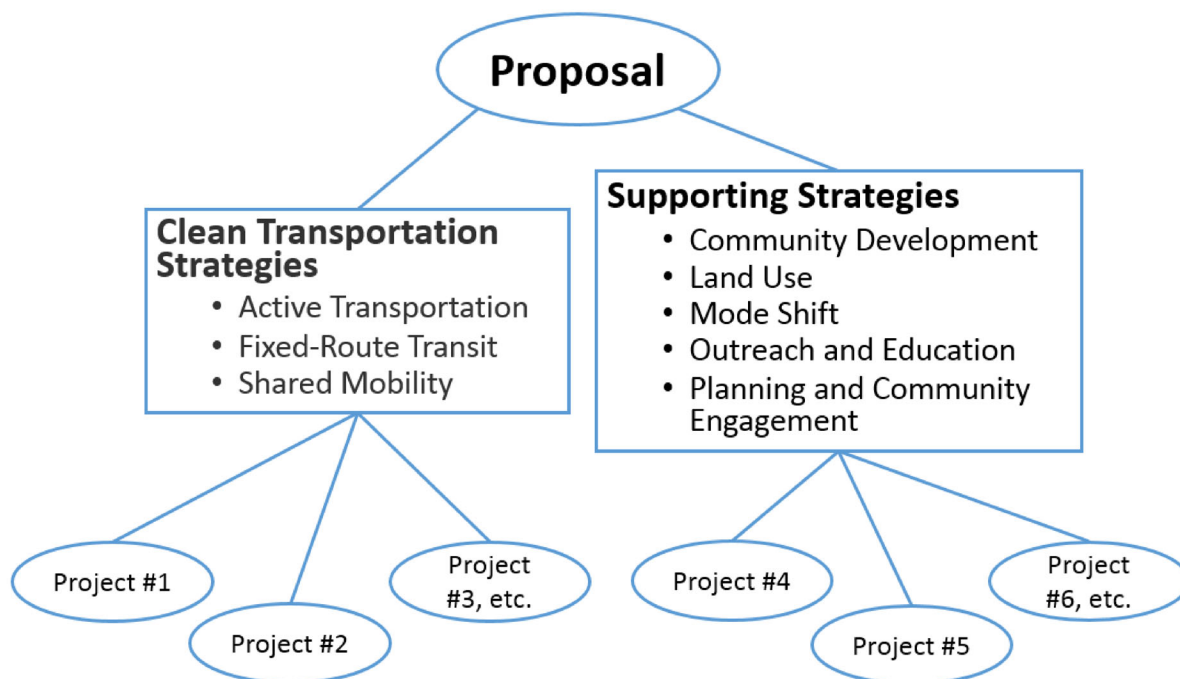 Proposal
Clean Transportation
Strategies
• Active Transportation
• Fixed-Route Transit
• Shared Mobility
Supporting Strategies
• Community Development
• Land Use
• Mode Shift
• Outreach and Education
• Planning and Community
Engagement
Project #1
Project #2
Project
#3, etc.
Project #4
Project #5
Project
#6, etc.